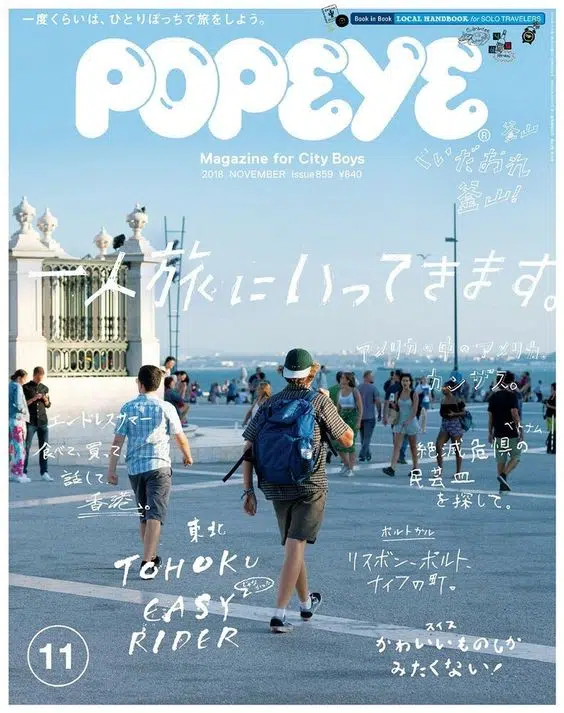 一度くらいは、ひとりぼっちで旅をしよう。
Book in Book LOCAL HANDBOOK for SOLO TRAVELERS
POPEYE®
Magazine for City Boys
2018 NOVEMBER Issue 859 ¥840
釜山
くいだおれ
釜山!
一人旅にいってきます。
アメリカの中のアメリカ、
カンザス。
エンドレスサマー
食べて、買って、
話して、
香港。
ベトナム
絶滅危惧の
民芸皿
を探して。
東北
TOHOKU
EASY
RIDER
ポルトガル
リスボン、ポルト、
ナイフの町。
スイス
かわいいものしか
みたくない!
11